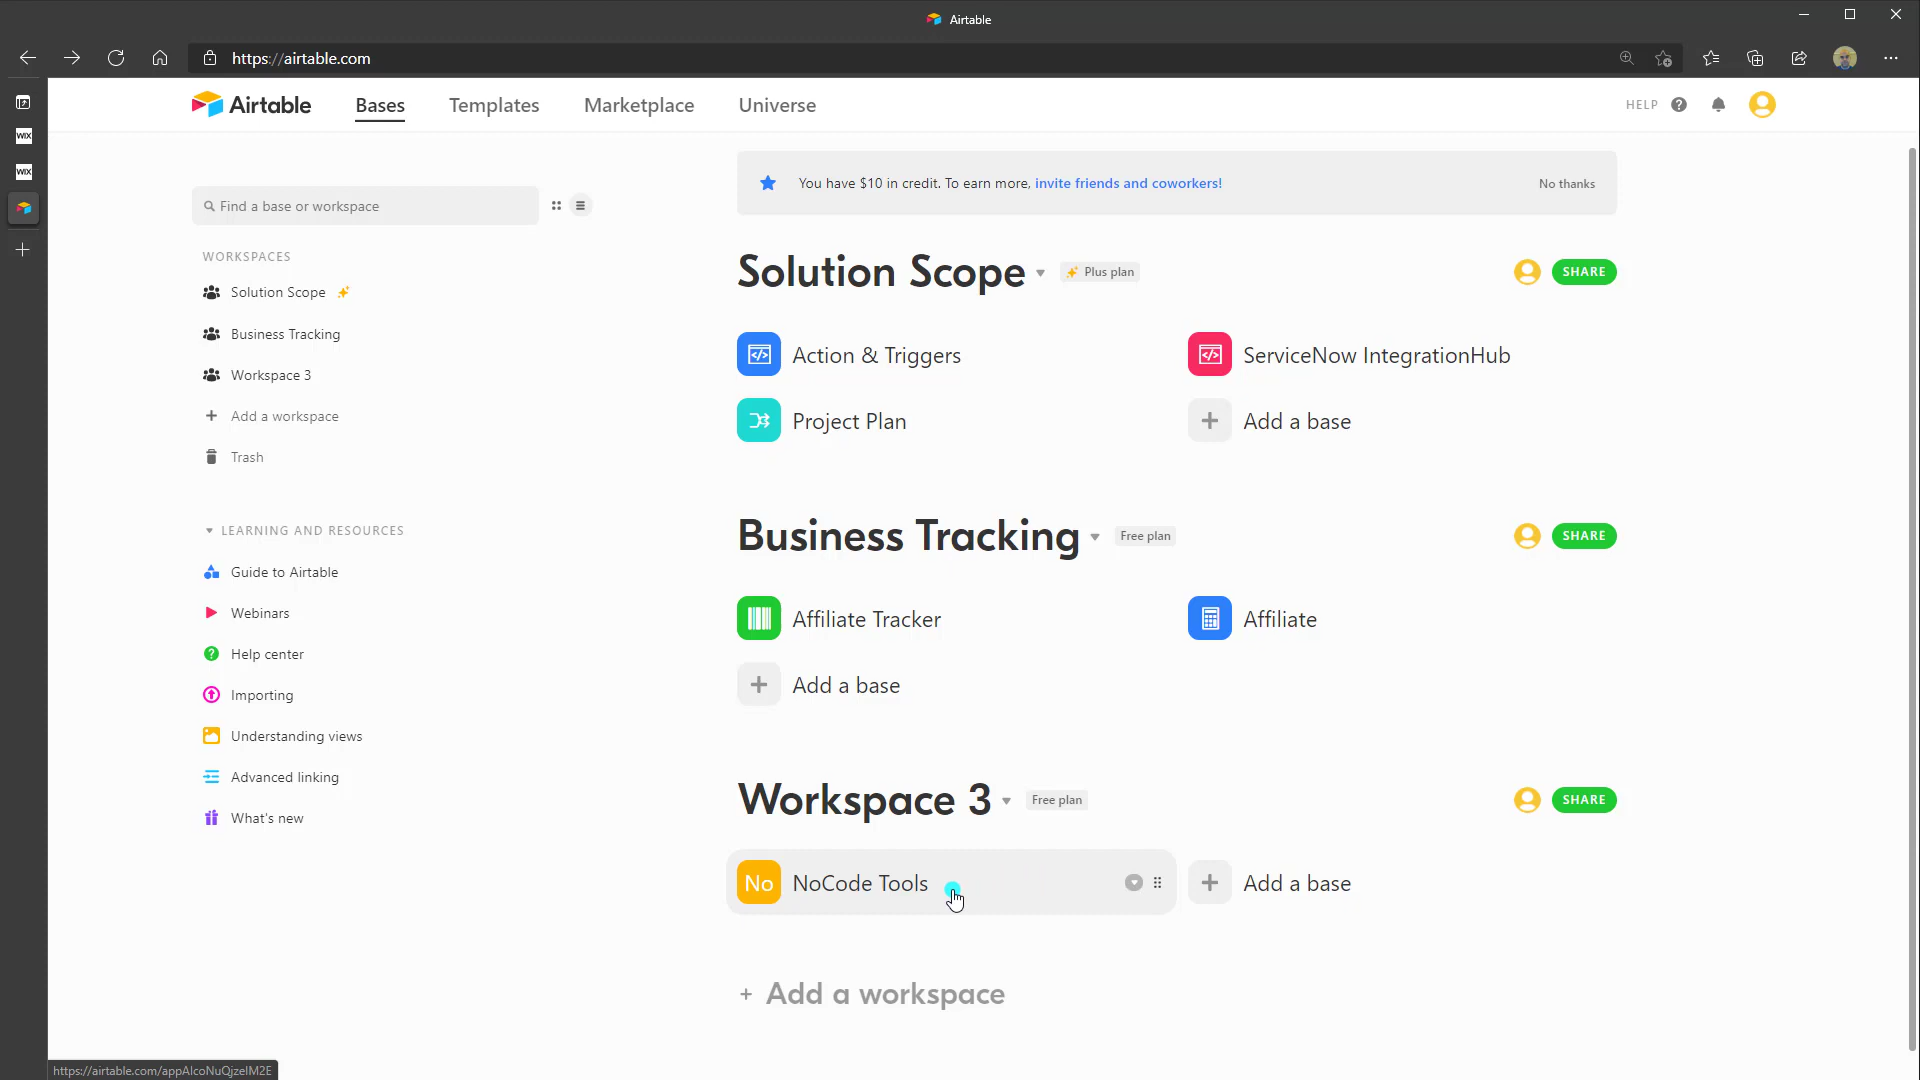 Airtable
https://airtable.com
WIX
WIX
Airtable
Bases
Templates
Marketplace
Universe
HELP
You have $10 in credit. To earn more, invite friends and coworkers!
No thanks
Find a base or workspace
WORKSPACES
Solution Scope
Business Tracking
Workspace 3
Add a workspace
Trash
LEARNING AND RESOURCES
Guide to Airtable
Webinars
Help center
Importing
Understanding views
Advanced linking
What's new
Solution Scope
Plus plan
SHARE
Action & Triggers
ServiceNow IntegrationHub
Project Plan
Add a base
Business Tracking
Free plan
SHARE
Affiliate Tracker
Affiliate
Add a base
Workspace 3
Free plan
SHARE
No
NoCode Tools
Add a base
+ Add a workspace
https://airtable.com/appAlcoNuQjzeIM2E